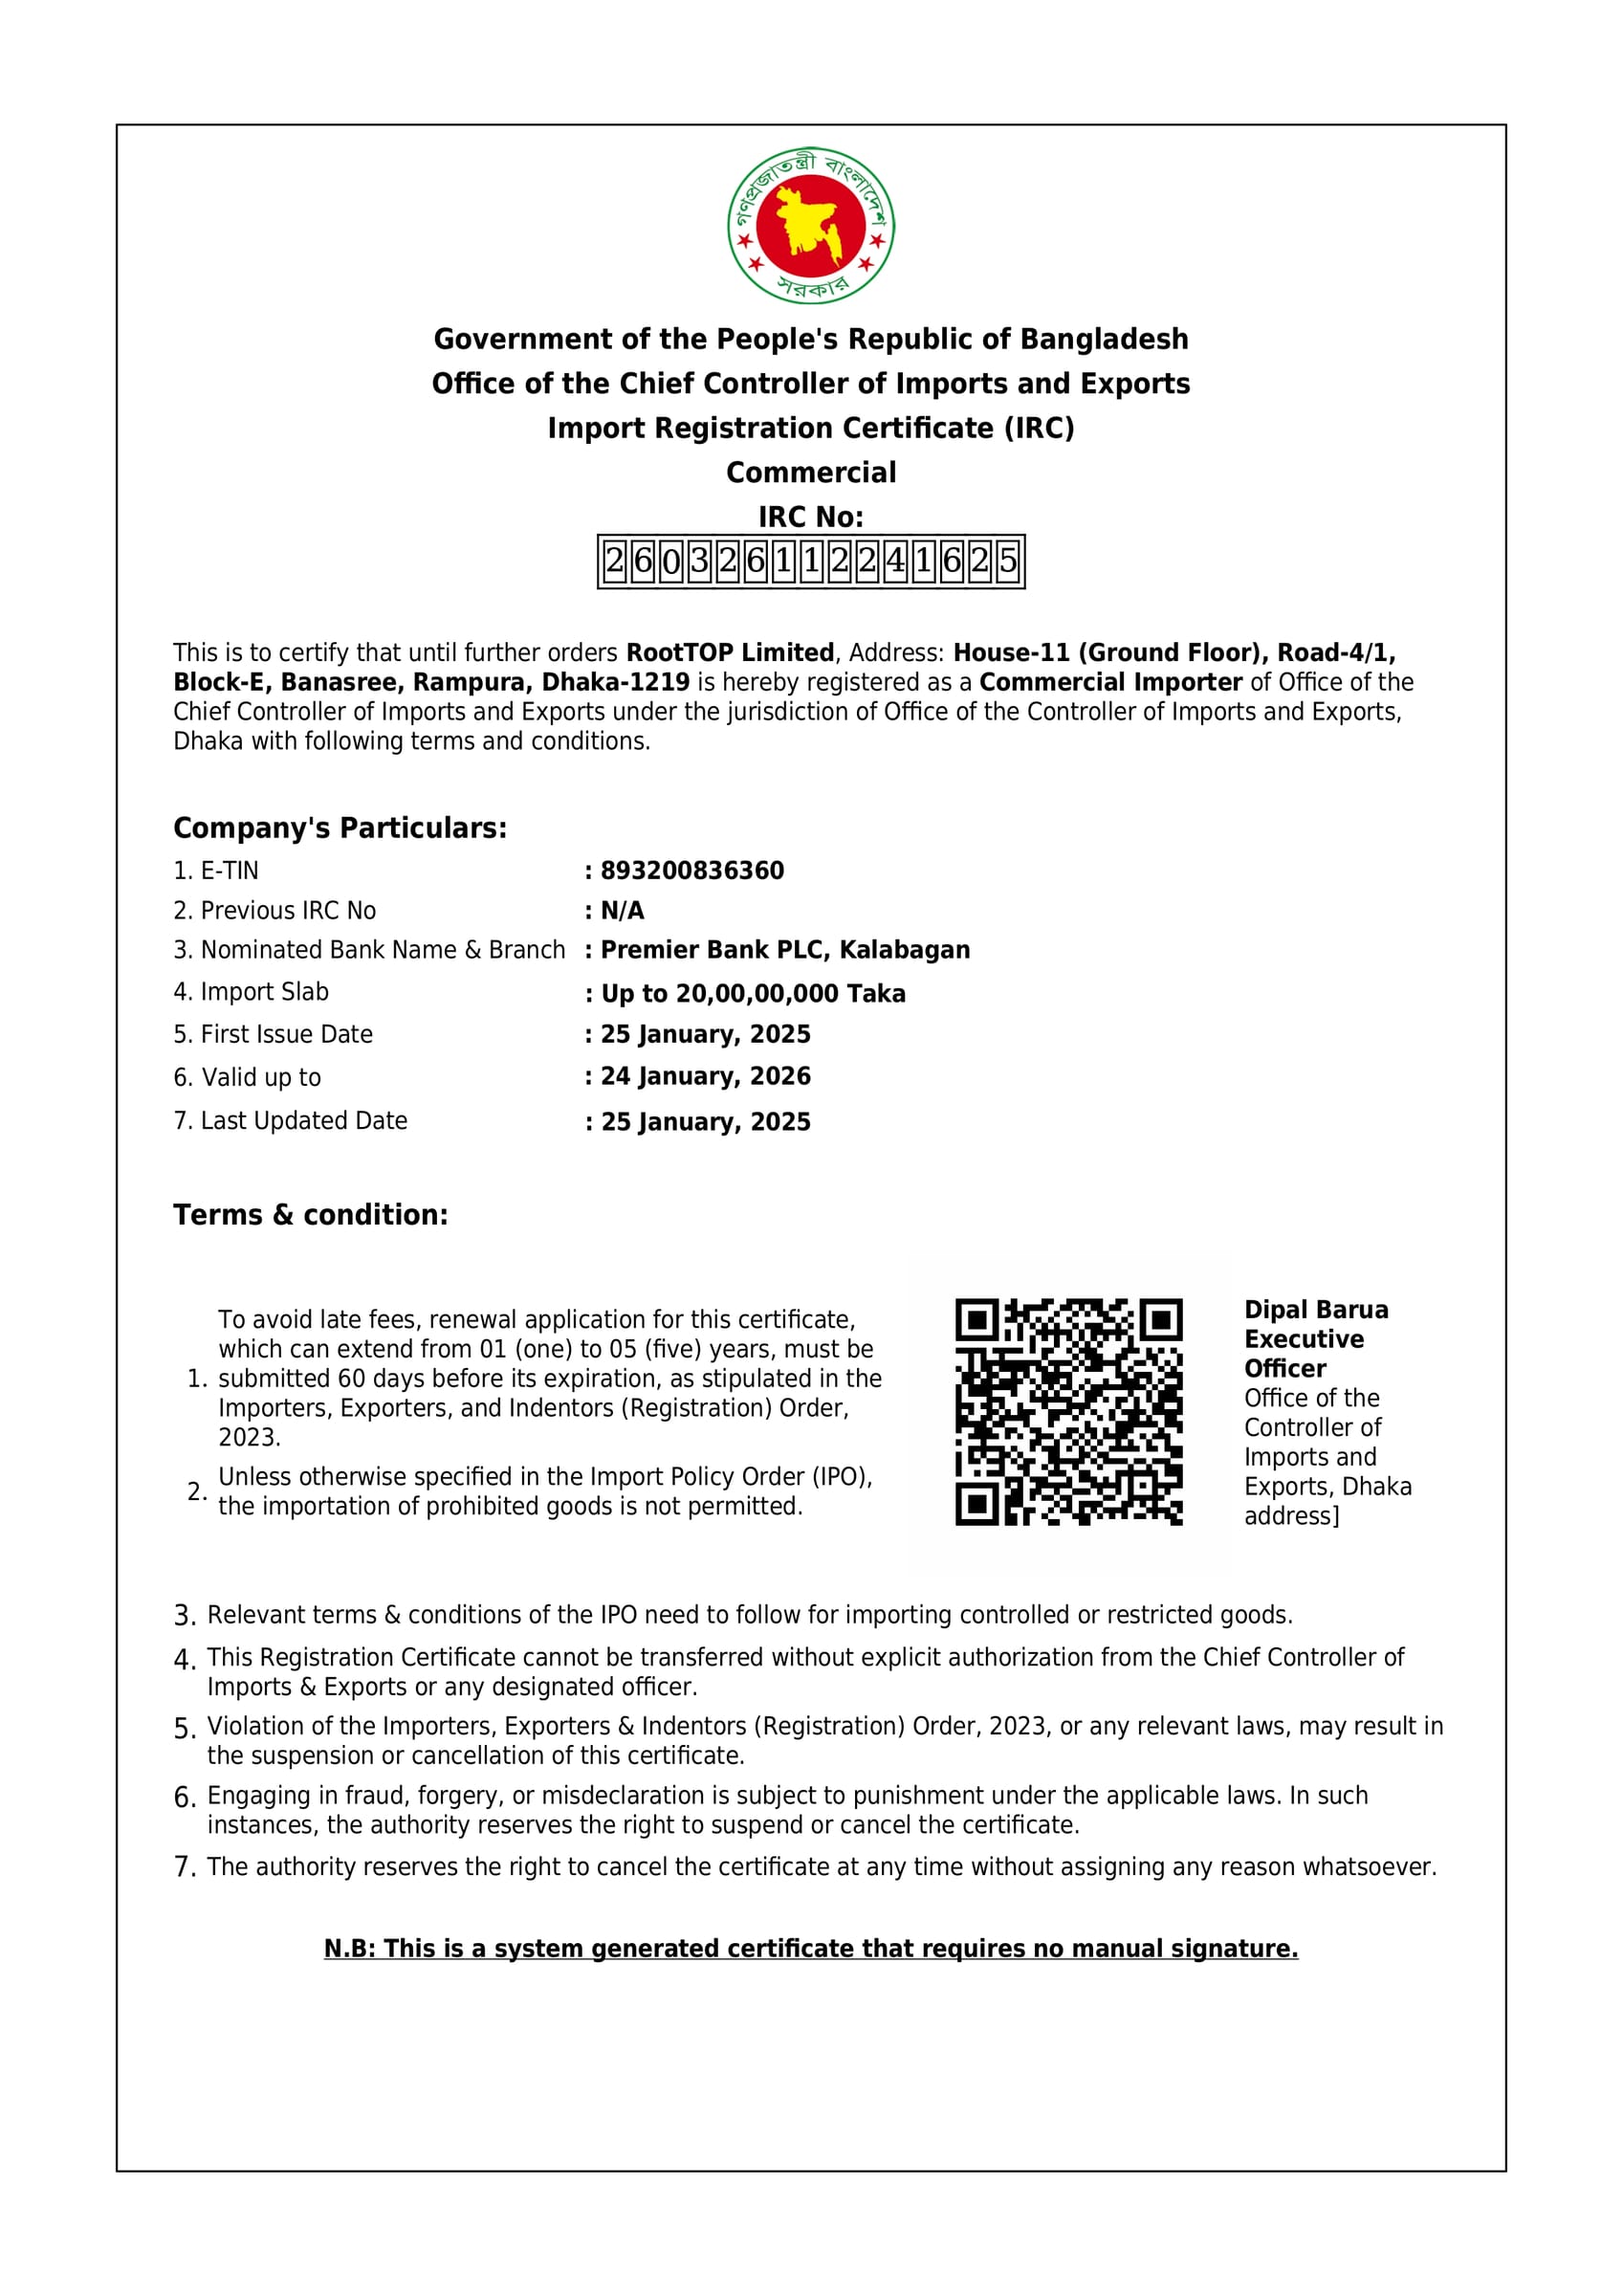 গণপ্রজাতন্ত্রী বাংলাদেশ
সরকার
Government of the People's Republic of Bangladesh
Office of the Chief Controller of Imports and Exports
Import Registration Certificate (IRC)
Commercial
IRC No:
260326112241625
This is to certify that until further orders RootTOP Limited, Address: House-11 (Ground Floor), Road-4/1,
Block-E, Banasree, Rampura, Dhaka-1219 is hereby registered as a Commercial Importer of Office of the
Chief Controller of Imports and Exports under the jurisdiction of Office of the Controller of Imports and Exports,
Dhaka with following terms and conditions.
Company's Particulars:
1. E-TIN : 893200836360
2. Previous IRC No : N/A
3. Nominated Bank Name & Branch : Premier Bank PLC, Kalabagan
4. Import Slab : Up to 20,00,00,000 Taka
5. First Issue Date : 25 January, 2025
6. Valid up to : 24 January, 2026
7. Last Updated Date : 25 January, 2025
Terms & condition:
To avoid late fees, renewal application for this certificate,
which can extend from 01 (one) to 05 (five) years, must be
1. submitted 60 days before its expiration, as stipulated in the
Importers, Exporters, and Indentors (Registration) Order,
2023.
Unless otherwise specified in the Import Policy Order (IPO),
2. the importation of prohibited goods is not permitted.
Dipal Barua
Executive
Officer
Office of the
Controller of
Imports and
Exports, Dhaka
address]
3. Relevant terms & conditions of the IPO need to follow for importing controlled or restricted goods.
4. This Registration Certificate cannot be transferred without explicit authorization from the Chief Controller of
Imports & Exports or any designated officer.
5. Violation of the Importers, Exporters & Indentors (Registration) Order, 2023, or any relevant laws, may result in
the suspension or cancellation of this certificate.
6. Engaging in fraud, forgery, or misdeclaration is subject to punishment under the applicable laws. In such
instances, the authority reserves the right to suspend or cancel the certificate.
7. The authority reserves the right to cancel the certificate at any time without assigning any reason whatsoever.
N.B: This is a system generated certificate that requires no manual signature.